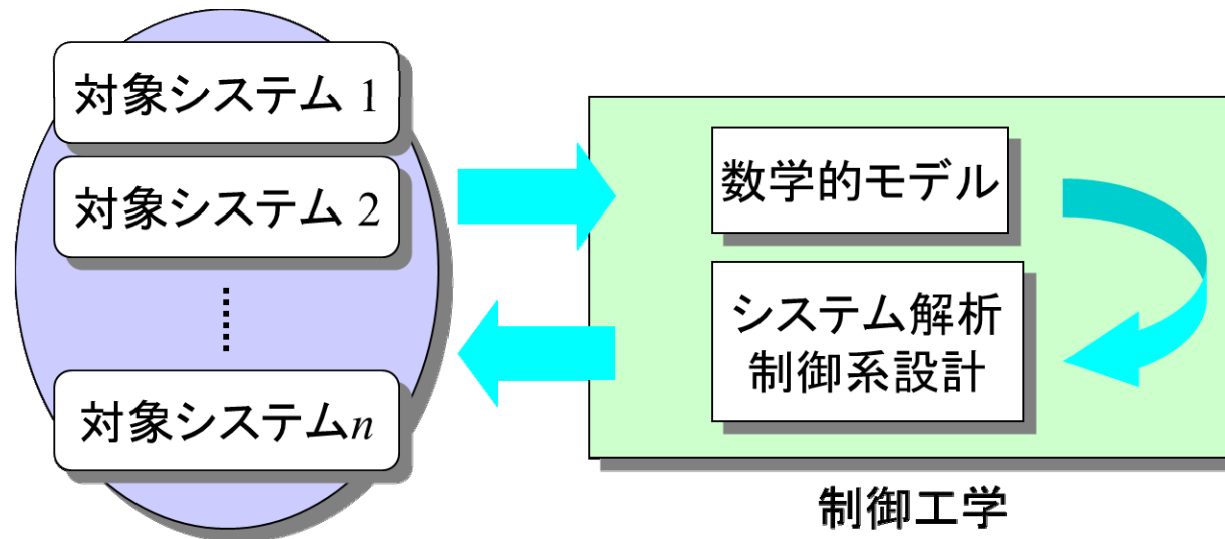 対象システム 1
対象システム 2
対象システムn
数学的モデル
システム解析
制御系設計
制御工学